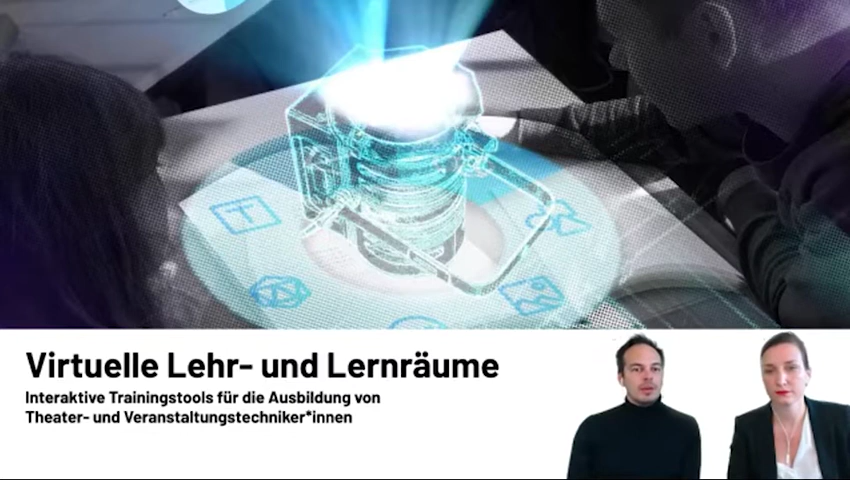 Virtuelle Lehr- und Lernräume
Interaktive Trainingstools für die Ausbildung von
Theater- und Veranstaltungstechniker*innen